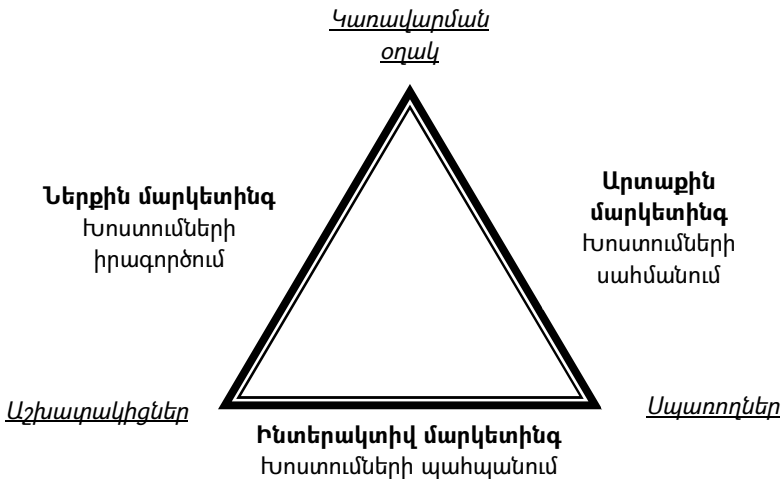 Կառավարման
օղակ
Ներքին մարկետինգ
Խոստումների
իրագործում
Արտաքին
մարկետինգ
Խոստումների
սահմանում
Աշխատակիցներ
Սպառողներ
Ինտերակտիվ մարկետինգ
Խոստումների պահպանում